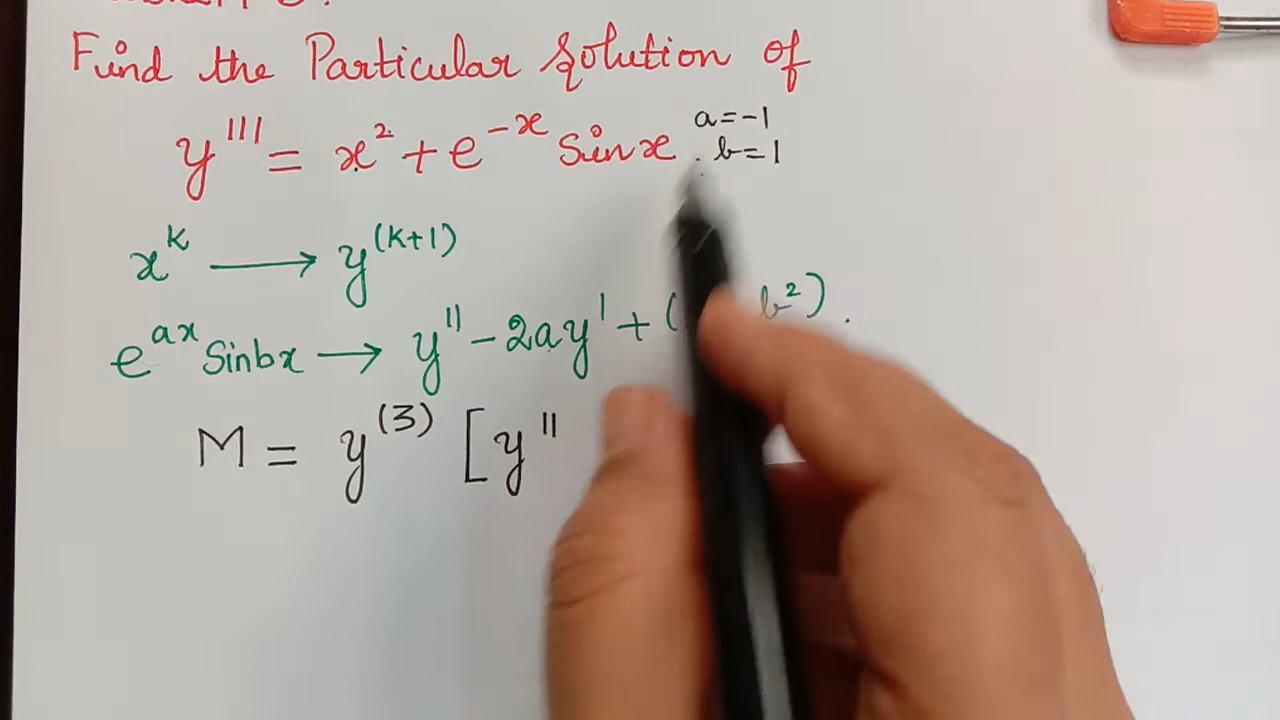 Find the Particular Solution of
y''' = x² + e^{-x} Sin x . a = -1
b = 1
x^k → y^{(k+1)}
e^{ax} Sin bx → y'' - 2ay' + ( b²) .
M = y^{(3)} [ y''